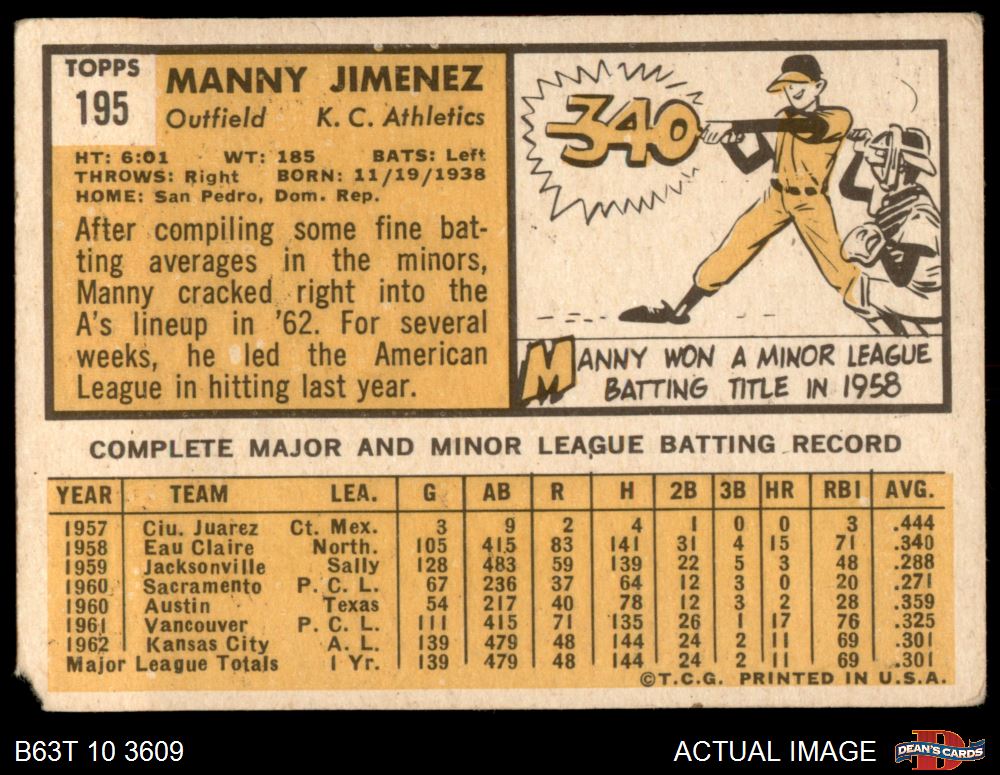 TOPPS
195
MANNY JIMENEZ
Outfield K. C. Athletics
HT: 6:01 WT: 185 BATS: Left
THROWS: Right BORN: 11/19/1938
HOME: San Pedro, Dom. Rep.
After compiling some fine bat-
ting averages in the minors,
Manny cracked right into the
A's lineup in '62. For several
weeks, he led the American
League in hitting last year.
340
MANNY WON A MINOR LEAGUE
BATTING TITLE IN 1958
COMPLETE MAJOR AND MINOR LEAGUE BATTING RECORD
YEAR TEAM LEA. G AB R H 2B 3B HR RBI AVG.
1957 Ciu. Juarez Ct. Mex. 3 9 2 4 1 0 0 3 .444
1958 Eau Claire North. 105 415 83 141 31 4 15 71 .340
1959 Jacksonville Sally 128 483 59 139 22 5 3 48 .288
1960 Sacramento P. C. L. 67 236 37 64 12 3 0 20 .271
1960 Austin Texas 54 217 40 78 12 3 2 28 .359
1961 Vancouver P. C. L. 111 415 71 135 26 1 17 76 .325
1962 Kansas City A. L. 139 479 48 144 24 2 11 69 .301
Major League Totals 1 Yr. 139 479 48 144 24 2 11 69 .301
©T.C.G. PRINTED IN U.S.A.
B63T 10 3609
ACTUAL IMAGE
DEAN'S CARDS